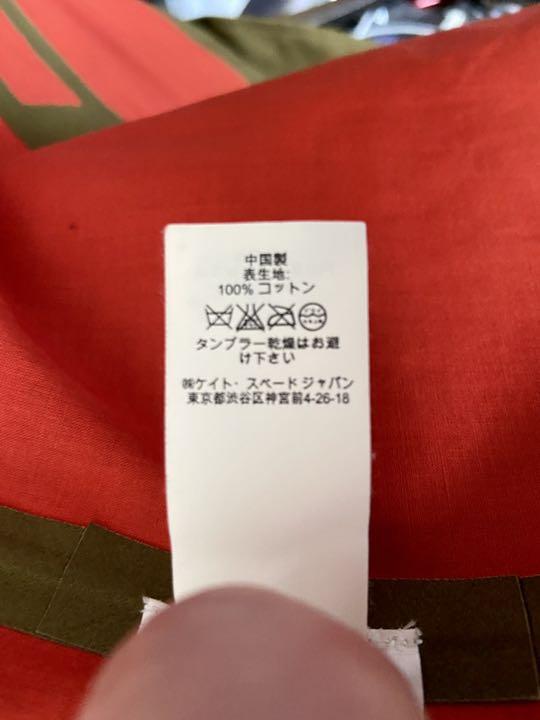 中国製
表生地:
100% コットン
タンブラー乾燥はお避
け下さい
㈱ケイト・スペード ジャパン
東京都渋谷区神宮前4-26-18